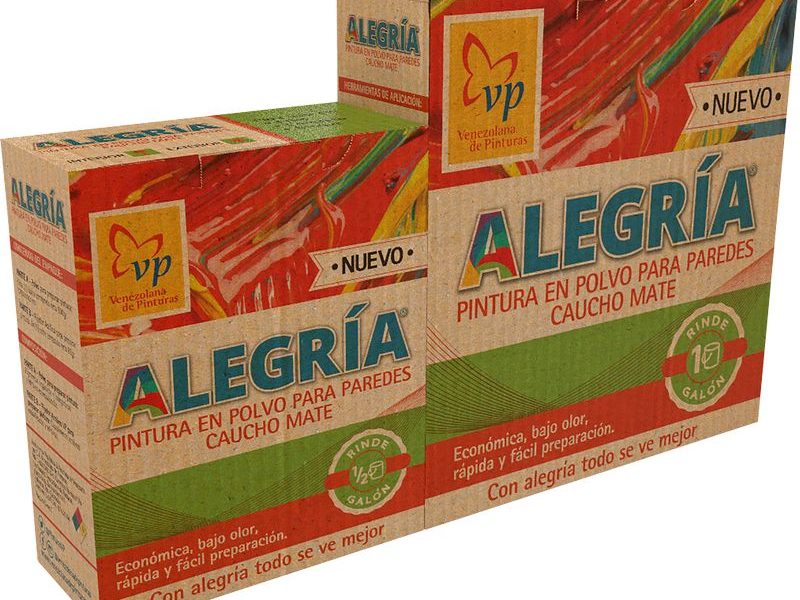 ALEGRÍA
INTERIOR EXTERIOR
ALEGRÍA
PINTURA EN POLVO PARA PAREDES
CAUCHO MATE
vp
Venezolana
de Pinturas
• NUEVO •
ALEGRÍA®
PINTURA EN POLVO PARA PAREDES
CAUCHO MATE
RINDE
1/2
GALÓN
Económica, bajo olor,
rápida y fácil preparación.
Con alegría todo se ve mejor
ALEGRÍA
PINTURA EN POLVO PARA PAREDES
CAUCHO MATE
HERRAMIENTAS DE APLICACIÓN:
vp
Venezolana
de Pinturas
• NUEVO •
ALEGRÍA®
PINTURA EN POLVO PARA PAREDES
CAUCHO MATE
RINDE
1
GALÓN
Económica, bajo olor,
rápida y fácil preparación.
Con alegría todo se ve mejor